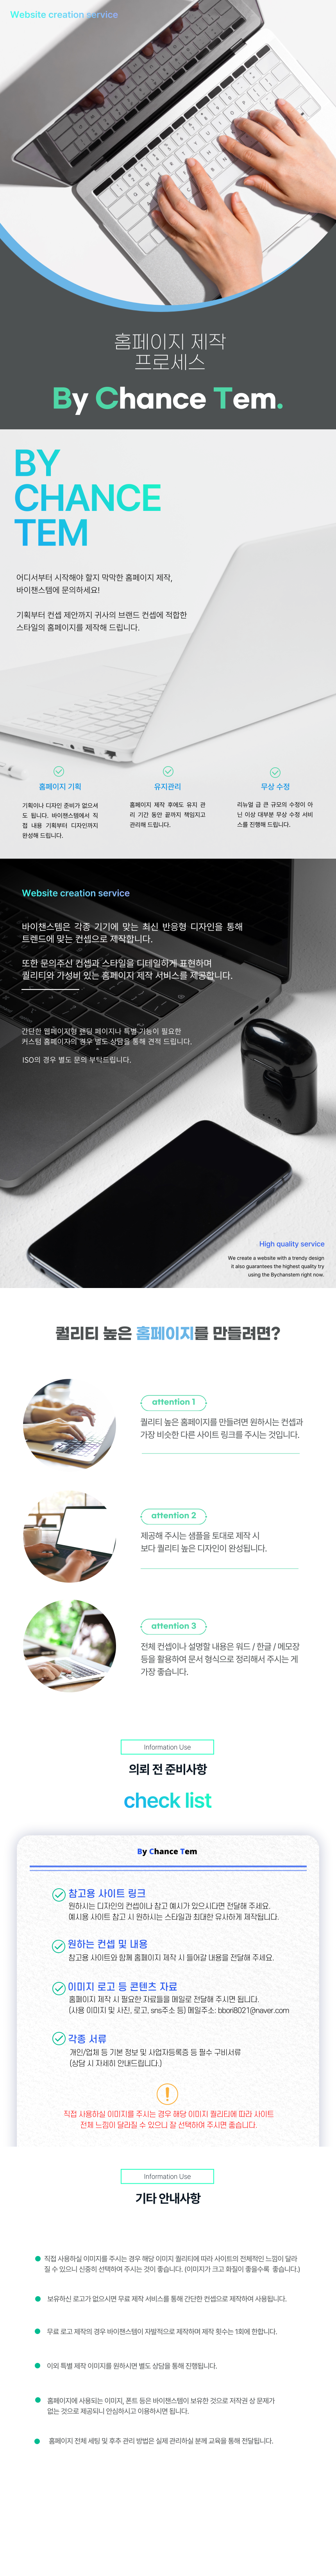 Website creation service
홈페이지 제작
프로세스
By Chance Tem.
BY
CHANCE
TEM
어디서부터 시작해야 할지 막막한 홈페이지 제작,
바이챈스템에 문의하세요!
기획부터 컨셉 제안까지 귀사의 브랜드 컨셉에 적합한
스타일의 홈페이지를 제작해 드립니다.
홈페이지 기획
기획이나 디자인 준비가 없으셔
도 됩니다. 바이챈스템에서 직
접 내용 기획부터 디자인까지
완성해 드립니다.
유지관리
홈페이지 제작 후에도 유지 관
리 기간 동안 끝까지 책임지고
관리해 드립니다.
무상 수정
리뉴얼 급 큰 규모의 수정이 아
닌 이상 대부분 무상 수정 서비
스를 진행해 드립니다.
Website creation service
바이챈스템은 각종 기기에 맞는 최신 반응형 디자인을 통해
트렌드에 맞는 컨셉으로 제작합니다.
또한 문의주신 컨셉과 스타일을 디테일하게 표현하며
퀄리티와 가성비 있는 홈페이지 제작 서비스를 제공합니다.
간단한 웹페이지형 랜딩 페이지나 특별 기능이 필요한
커스텀 홈페이지의 경우 별도 상담을 통해 견적 드립니다.
ISO의 경우 별도 문의 부탁드립니다.
High quality service
We create a website with a trendy design
it also guarantees the highest quality try
using the Bychanstem right now.
퀄리티 높은 홈페이지를 만들려면?
attention 1
퀄리티 높은 홈페이지를 만들려면 원하시는 컨셉과
가장 비슷한 다른 사이트 링크를 주시는 것입니다.
attention 2
제공해 주시는 샘플을 토대로 제작 시
보다 퀄리티 높은 디자인이 완성됩니다.
attention 3
전체 컨셉이나 설명할 내용은 워드 / 한글 / 메모장
등을 활용하여 문서 형식으로 정리해서 주시는 게
가장 좋습니다.
Information Use
의뢰 전 준비사항
check list
By Chance Tem
참고용 사이트 링크
원하시는 디자인의 컨셉이나 참고 예시가 있으시다면 전달해 주세요.
예시용 사이트 참고 시 원하시는 스타일과 최대한 유사하게 제작됩니다.
원하는 컨셉 및 내용
참고용 사이트와 함께 홈페이지 제작 시 들어갈 내용을 전달해 주세요.
이미지 로고 등 콘텐츠 자료
홈페이지 제작 시 필요한 자료들을 메일로 전달해 주시면 됩니다.
(사용 이미지 및 사진, 로고, sns주소 등) 메일주소: bbori8021@naver.com
각종 서류
개인/업체 등 기본 정보 및 사업자등록증 등 필수 구비서류
(상담 시 자세히 안내드립니다.)
직접 사용하실 이미지를 주시는 경우 해당 이미지 퀄리티에 따라 사이트
전체 느낌이 달라질 수 있으니 잘 선택하여 주시면 좋습니다.
Information Use
기타 안내사항
직접 사용하실 이미지를 주시는 경우 해당 이미지 퀄리티에 따라 사이트의 전체적인 느낌이 달라
질 수 있으니 신중히 선택하여 주시는 것이 좋습니다. (이미지가 크고 화질이 좋을수록 좋습니다.)
보유하신 로고가 없으시면 무료 제작 서비스를 통해 간단한 컨셉으로 제작하여 사용됩니다.
무료 로고 제작의 경우 바이챈스템이 자발적으로 제작하며 제작 횟수는 1회에 한합니다.
이외 특별 제작 이미지를 원하시면 별도 상담을 통해 진행됩니다.
홈페이지에 사용되는 이미지, 폰트 등은 바이챈스템이 보유한 것으로 저작권 상 문제가
없는 것으로 제공되니 안심하시고 이용하시면 됩니다.
홈페이지 전체 세팅 및 후추 관리 방법은 실제 관리하실 분께 교육을 통해 전달됩니다.